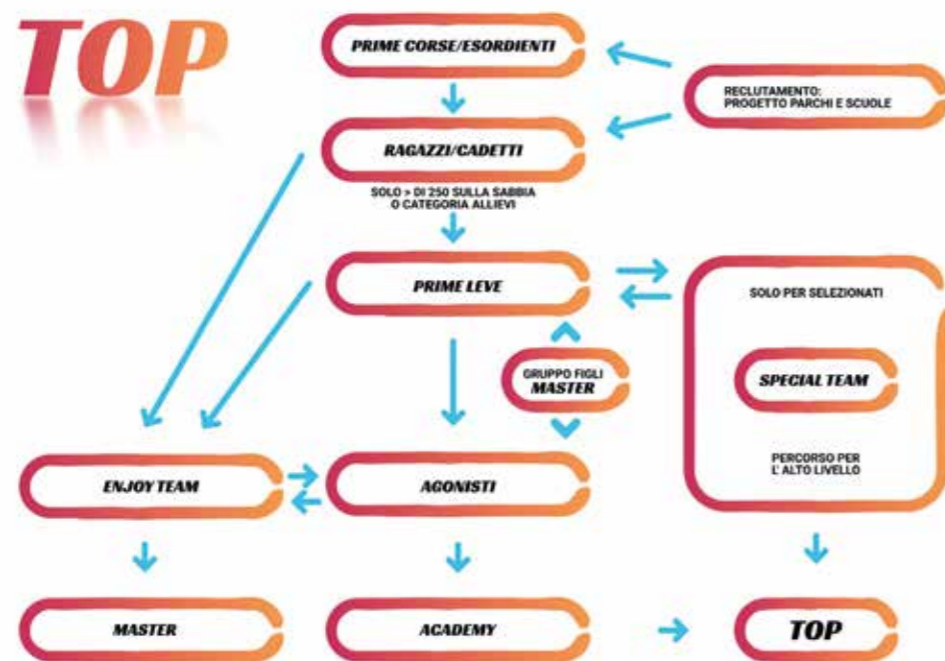 TOP
PRIME CORSE/ESORDIENTI
RECLUTAMENTO:
PROGETTO PARCHI E SCUOLE
RAGAZZI/CADETTI
SOLO > DI 250 SULLA SABBIA
O CATEGORIA ALLIEVI
PRIME LEVE
SOLO PER SELEZIONATI
GRUPPO FIGLI
MASTER
SPECIAL TEAM
PERCORSO PER
L' ALTO LIVELLO
ENJOY TEAM
AGONISTI
MASTER
ACADEMY
TOP